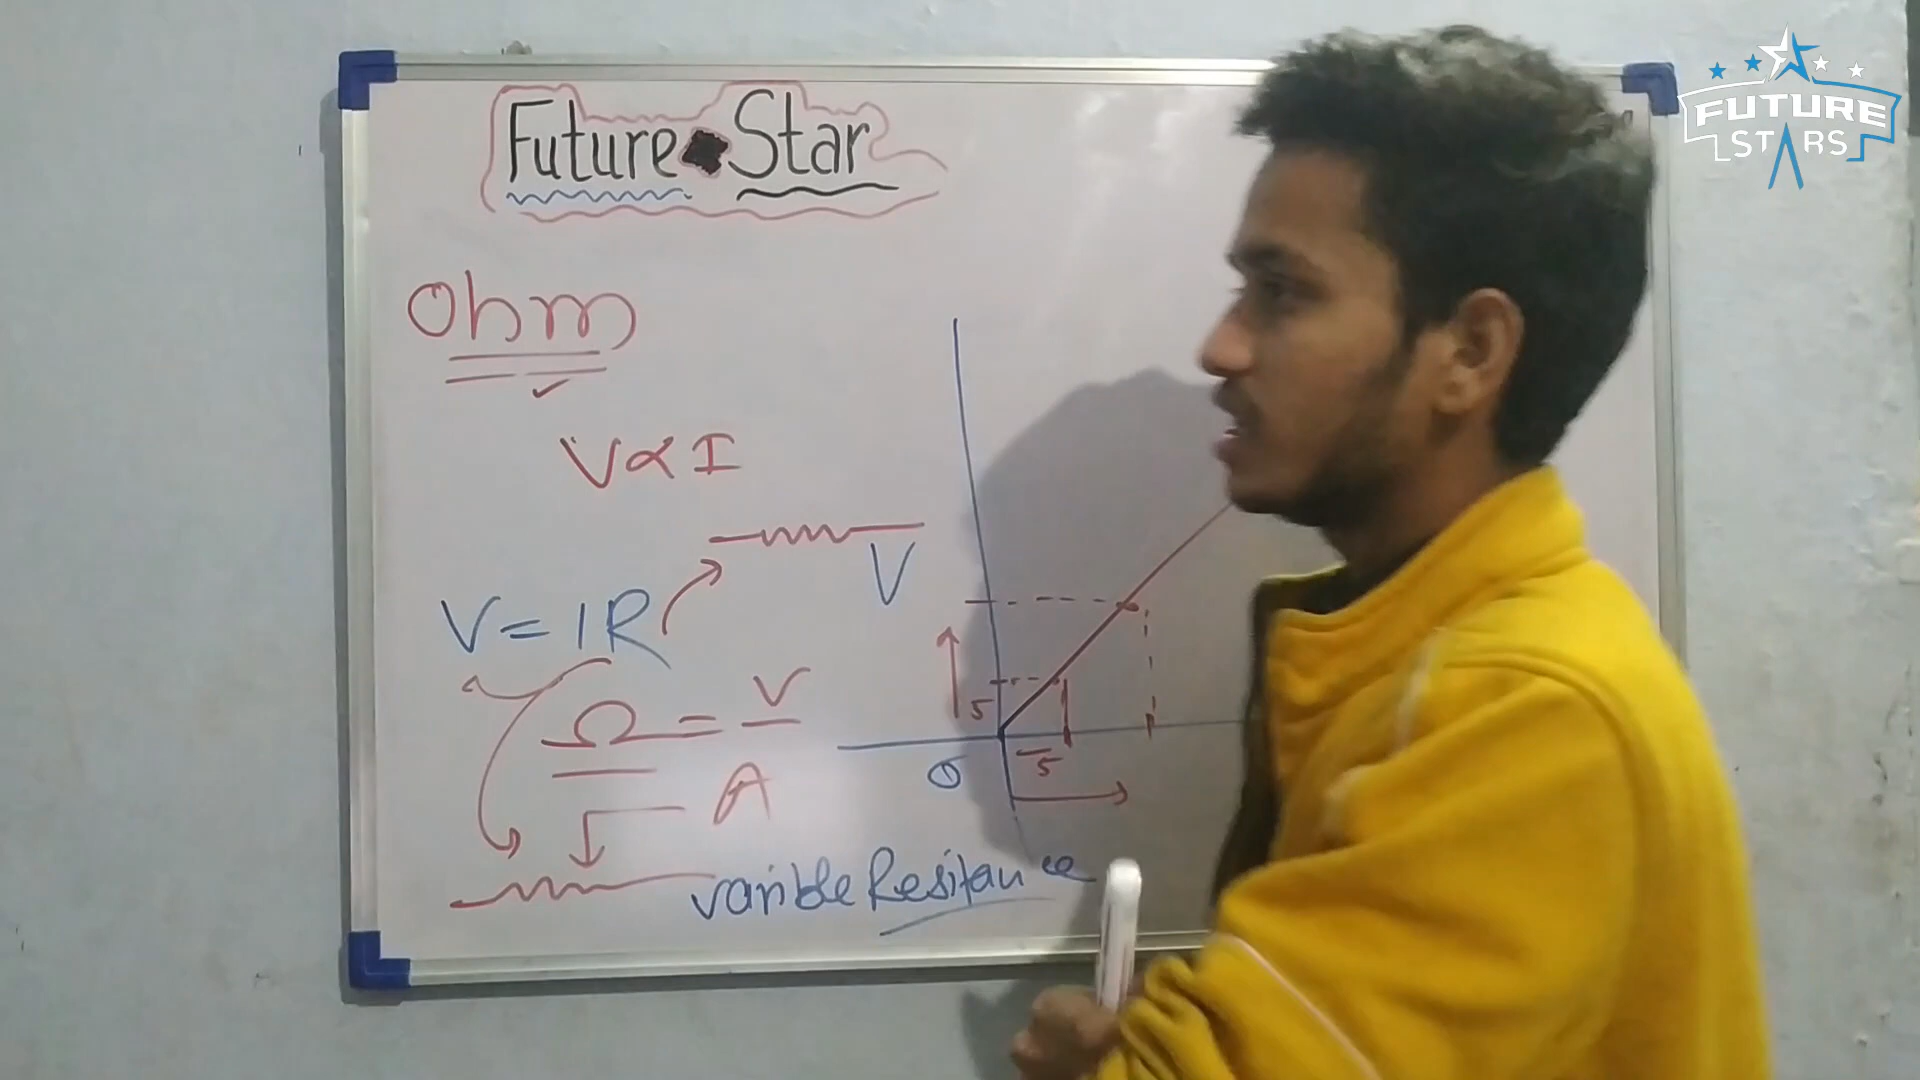 Future Star
Ohm
V ∝ I
V = IR
V
Ω = V
A
5
5
O
varible Resitance
FUTURE
STARS